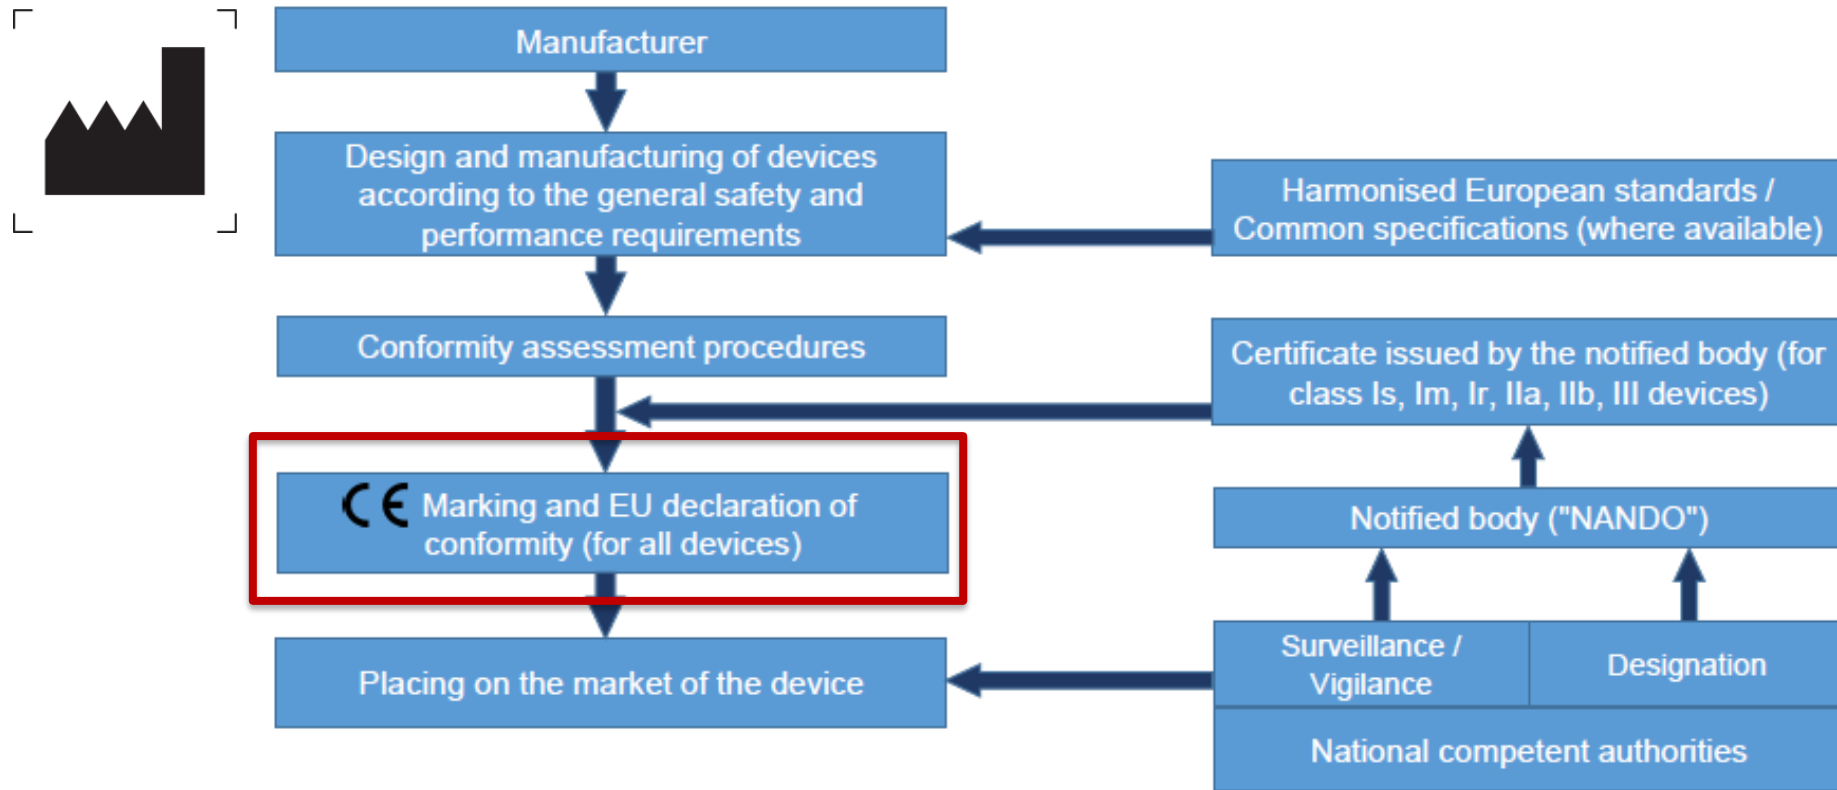 Manufacturer
Design and manufacturing of devices
according to the general safety and
performance requirements
Harmonised European standards /
Common specifications (where available)
Conformity assessment procedures
Certificate issued by the notified body (for
class Is, Im, Ir, IIa, IIb, III devices)
CE Marking and EU declaration of
conformity (for all devices)
Notified body ("NANDO")
Placing on the market of the device
Surveillance /
Vigilance
Designation
National competent authorities